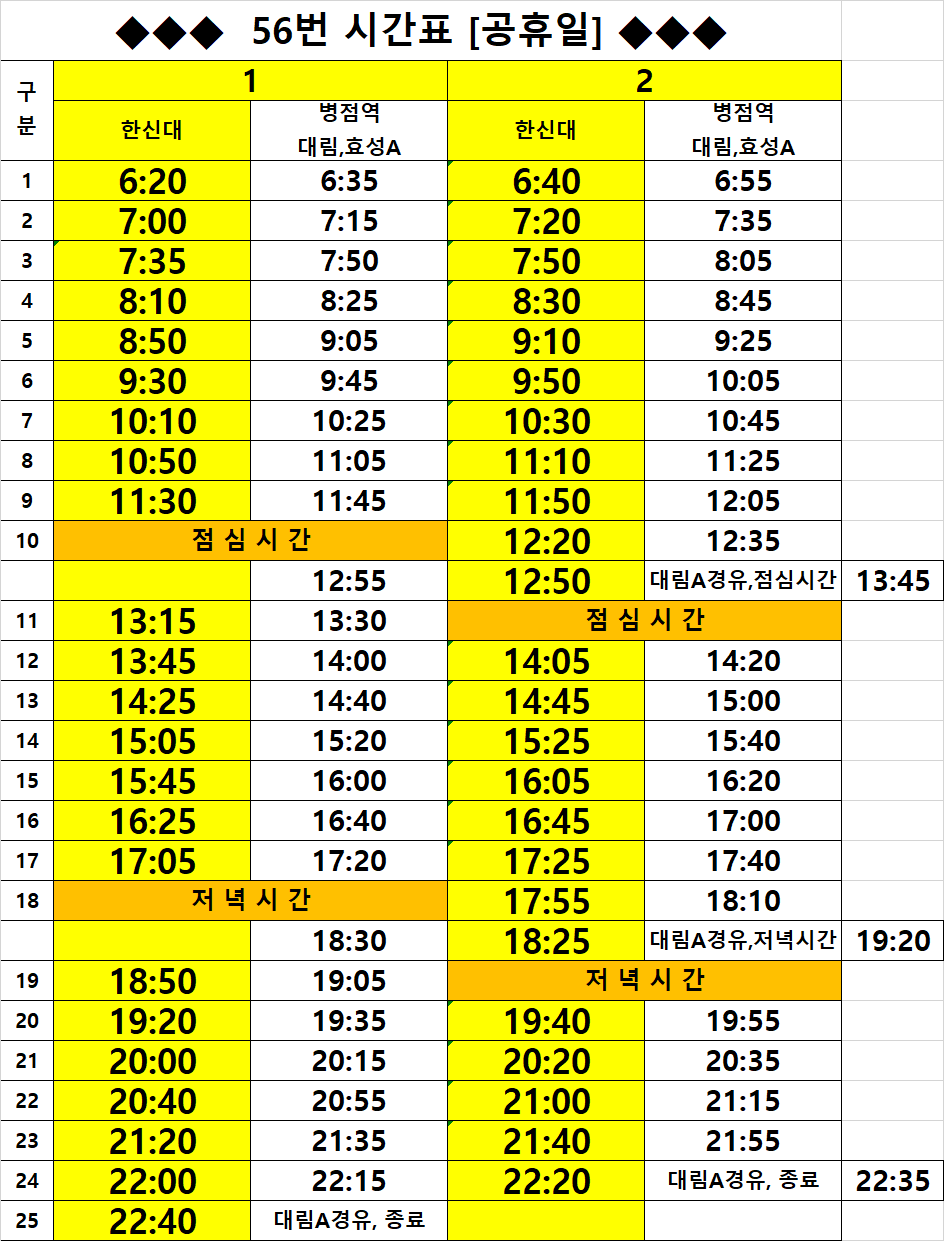 ◆◆◆ 56번 시간표 [공휴일] ◆◆◆
구분 1 2
한신대 병점역 대림,효성A 한신대 병점역 대림,효성A
1 6:20 6:35 6:40 6:55
2 7:00 7:15 7:20 7:35
3 7:35 7:50 7:50 8:05
4 8:10 8:25 8:30 8:45
5 8:50 9:05 9:10 9:25
6 9:30 9:45 9:50 10:05
7 10:10 10:25 10:30 10:45
8 10:50 11:05 11:10 11:25
9 11:30 11:45 11:50 12:05
10 점 심 시 간 12:20 12:35
12:55 12:50 대림A경유,점심시간 13:45
11 13:15 13:30 점 심 시 간
12 13:45 14:00 14:05 14:20
13 14:25 14:40 14:45 15:00
14 15:05 15:20 15:25 15:40
15 15:45 16:00 16:05 16:20
16 16:25 16:40 16:45 17:00
17 17:05 17:20 17:25 17:40
18 저 녁 시 간 17:55 18:10
18:30 18:25 대림A경유,저녁시간 19:20
19 18:50 19:05 저 녁 시 간
20 19:20 19:35 19:40 19:55
21 20:00 20:15 20:20 20:35
22 20:40 20:55 21:00 21:15
23 21:20 21:35 21:40 21:55
24 22:00 22:15 22:20 대림A경유, 종료 22:35
25 22:40 대림A경유, 종료